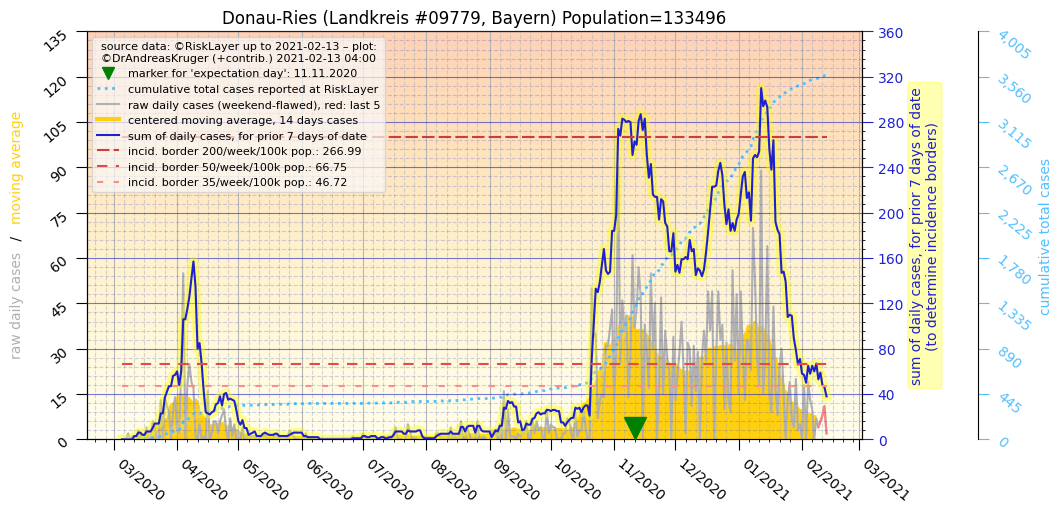 Donau-Ries (Landkreis #09779, Bayern) Population=133496
source data: ©RiskLayer up to 2021-02-13 – plot:
©DrAndreasKruger (+contrib.) 2021-02-13 04:00
marker for 'expectation day': 11.11.2020
cumulative total cases reported at RiskLayer
raw daily cases (weekend-flawed), red: last 5
centered moving average, 14 days cases
sum of daily cases, for prior 7 days of date
incid. border 200/week/100k pop.: 266.99
incid. border 50/week/100k pop.: 66.75
incid. border 35/week/100k pop.: 46.72
raw daily cases / moving average
135
120
105
90
75
60
45
30
15
0
360
320
280
240
200
160
120
80
40
0
sum of daily cases, for prior 7 days of date
(to determine incidence borders)
4,005
3,560
3,115
2,670
2,225
1,780
1,335
890
445
0
cumulative total cases
03/2020
04/2020
05/2020
06/2020
07/2020
08/2020
09/2020
10/2020
11/2020
12/2020
01/2021
02/2021
03/2021